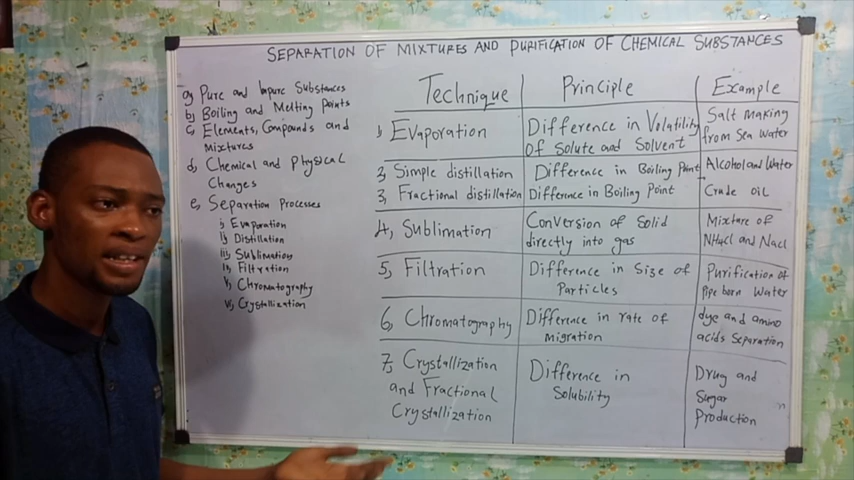 SEPARATION OF MIXTURES AND PURIFICATION OF CHEMICAL SUBSTANCES
a, Pure and Impure Substances
b) Boiling and Melting Points
c, Elements, Compounds and
Mixtures
d, Chemical and physical
Changes
e, Separation Processes
i, Evaporation
ii, Distillation
iii, Sublimation
iv, Filtration
v, Chromatography
vi, Crystallization
Technique Principle Example
1, Evaporation
Difference in Volatility
of Solute and Solvent
Salt making
from Sea Water
2, Simple distillation
Difference in Boiling Point
Alcohol and Water
3, Fractional distillation
Difference in Boiling Point
Crude oil
4, Sublimation
Conversion of Solid
directly into gas
Mixture of
NH4Cl and NaCl
5, Filtration
Difference in Size of
Particles
Purification of
Pipe born Water
6, Chromatography
Difference in rate of
migration
dye and amino
acids Separation
7, Crystallization
and Fractional
Crystallization
Difference in
Solubility
Drug and
Sugar
Production